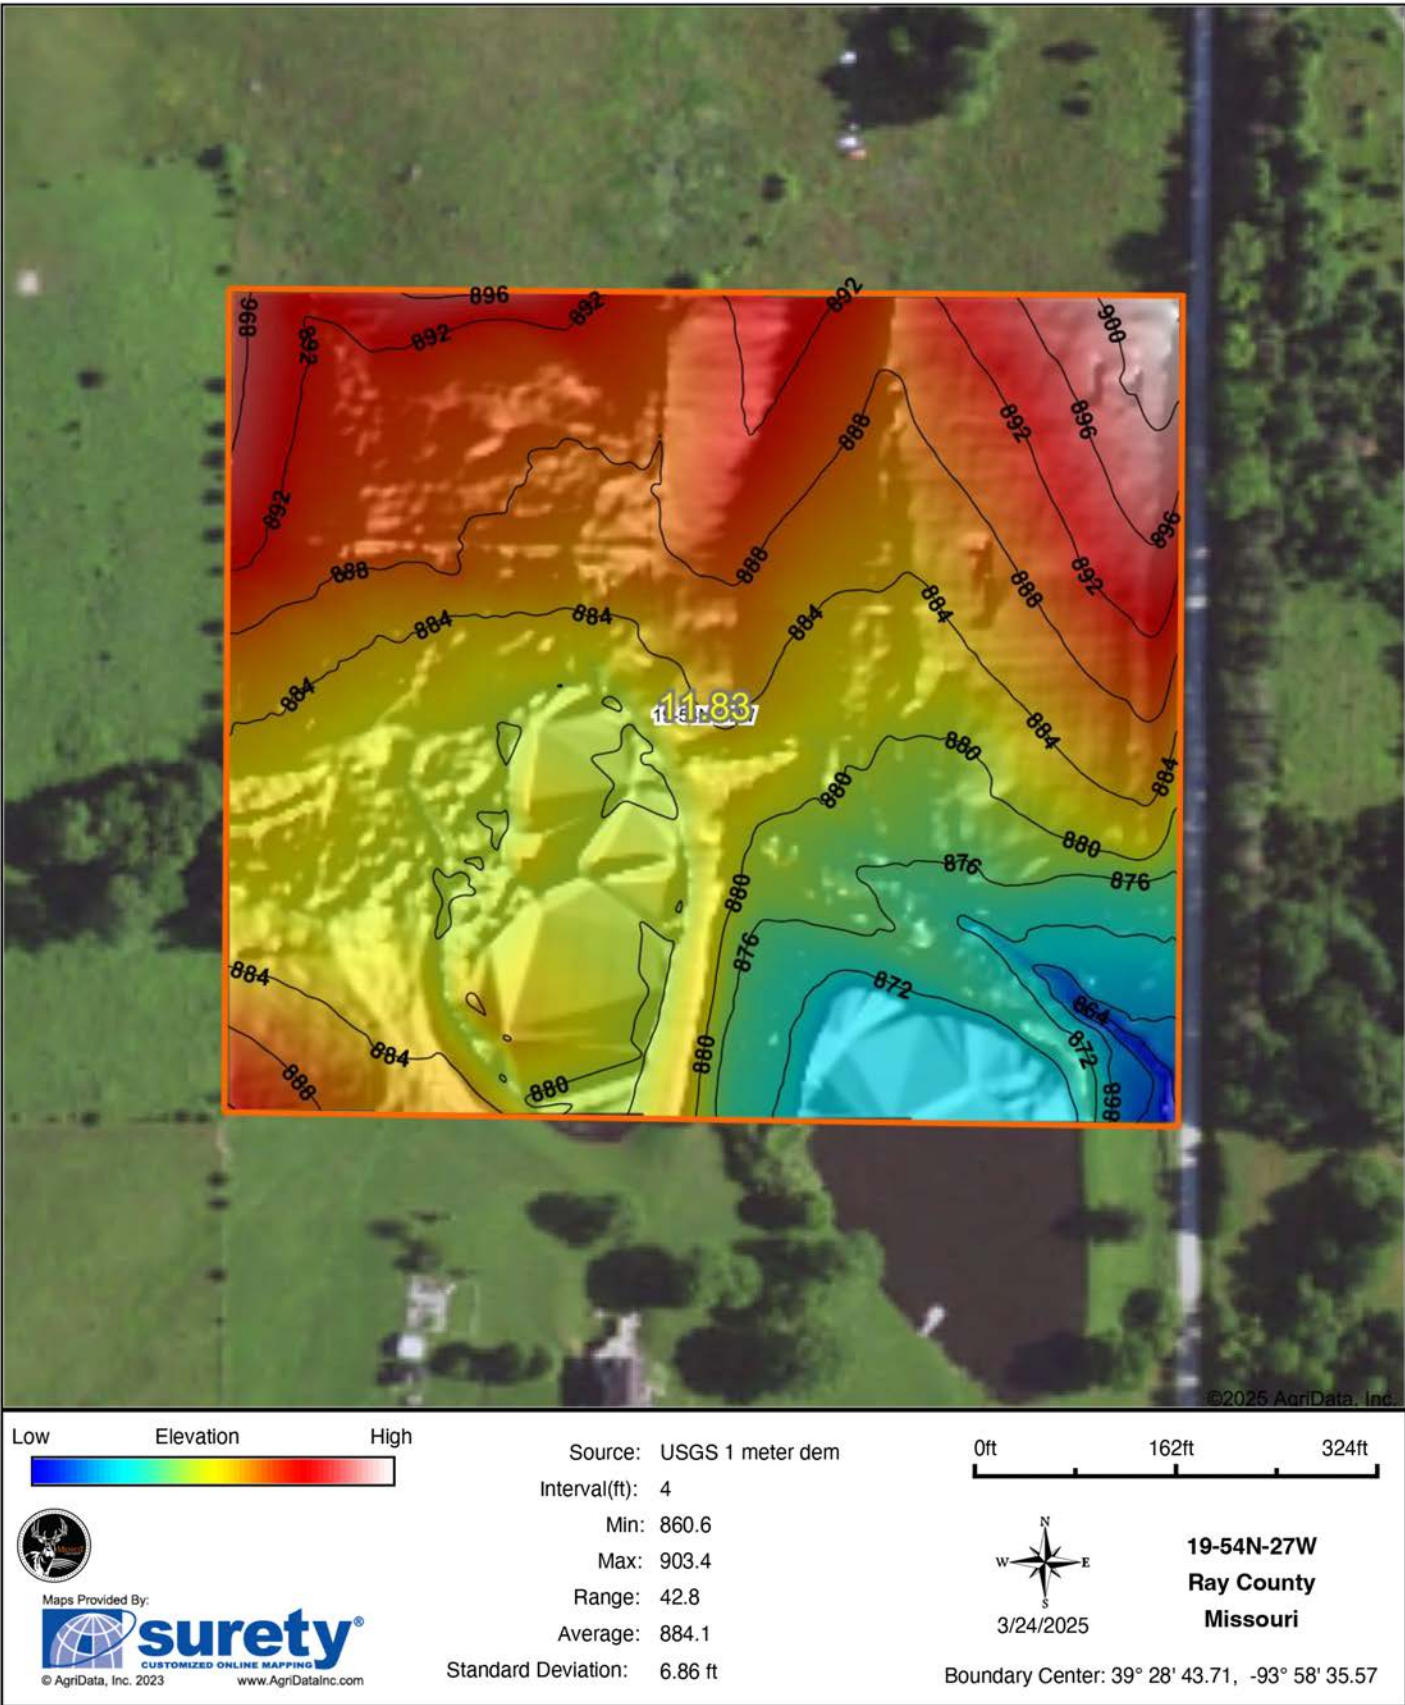 896
896
892
892
892
892
900
892
896
888
892
896
888
888
892
888
884
884
884
884
884
11.83
884
880
884
880
880
876
876
880
876
884
872
864
884
872
880
888
880
868
©2025 AgriData, Inc.
Low Elevation High
Source: USGS 1 meter dem
Interval(ft): 4
Min: 860.6
Max: 903.4
Range: 42.8
Average: 884.1
Standard Deviation: 6.86 ft
0ft 162ft 324ft
N
W E
S
3/24/2025
19-54N-27W
Ray County
Missouri
Boundary Center: 39° 28' 43.71, -93° 58' 35.57
Maps Provided By:
surety®
CUSTOMIZED ONLINE MAPPING
© AgriData, Inc. 2023 www.AgriDataInc.com